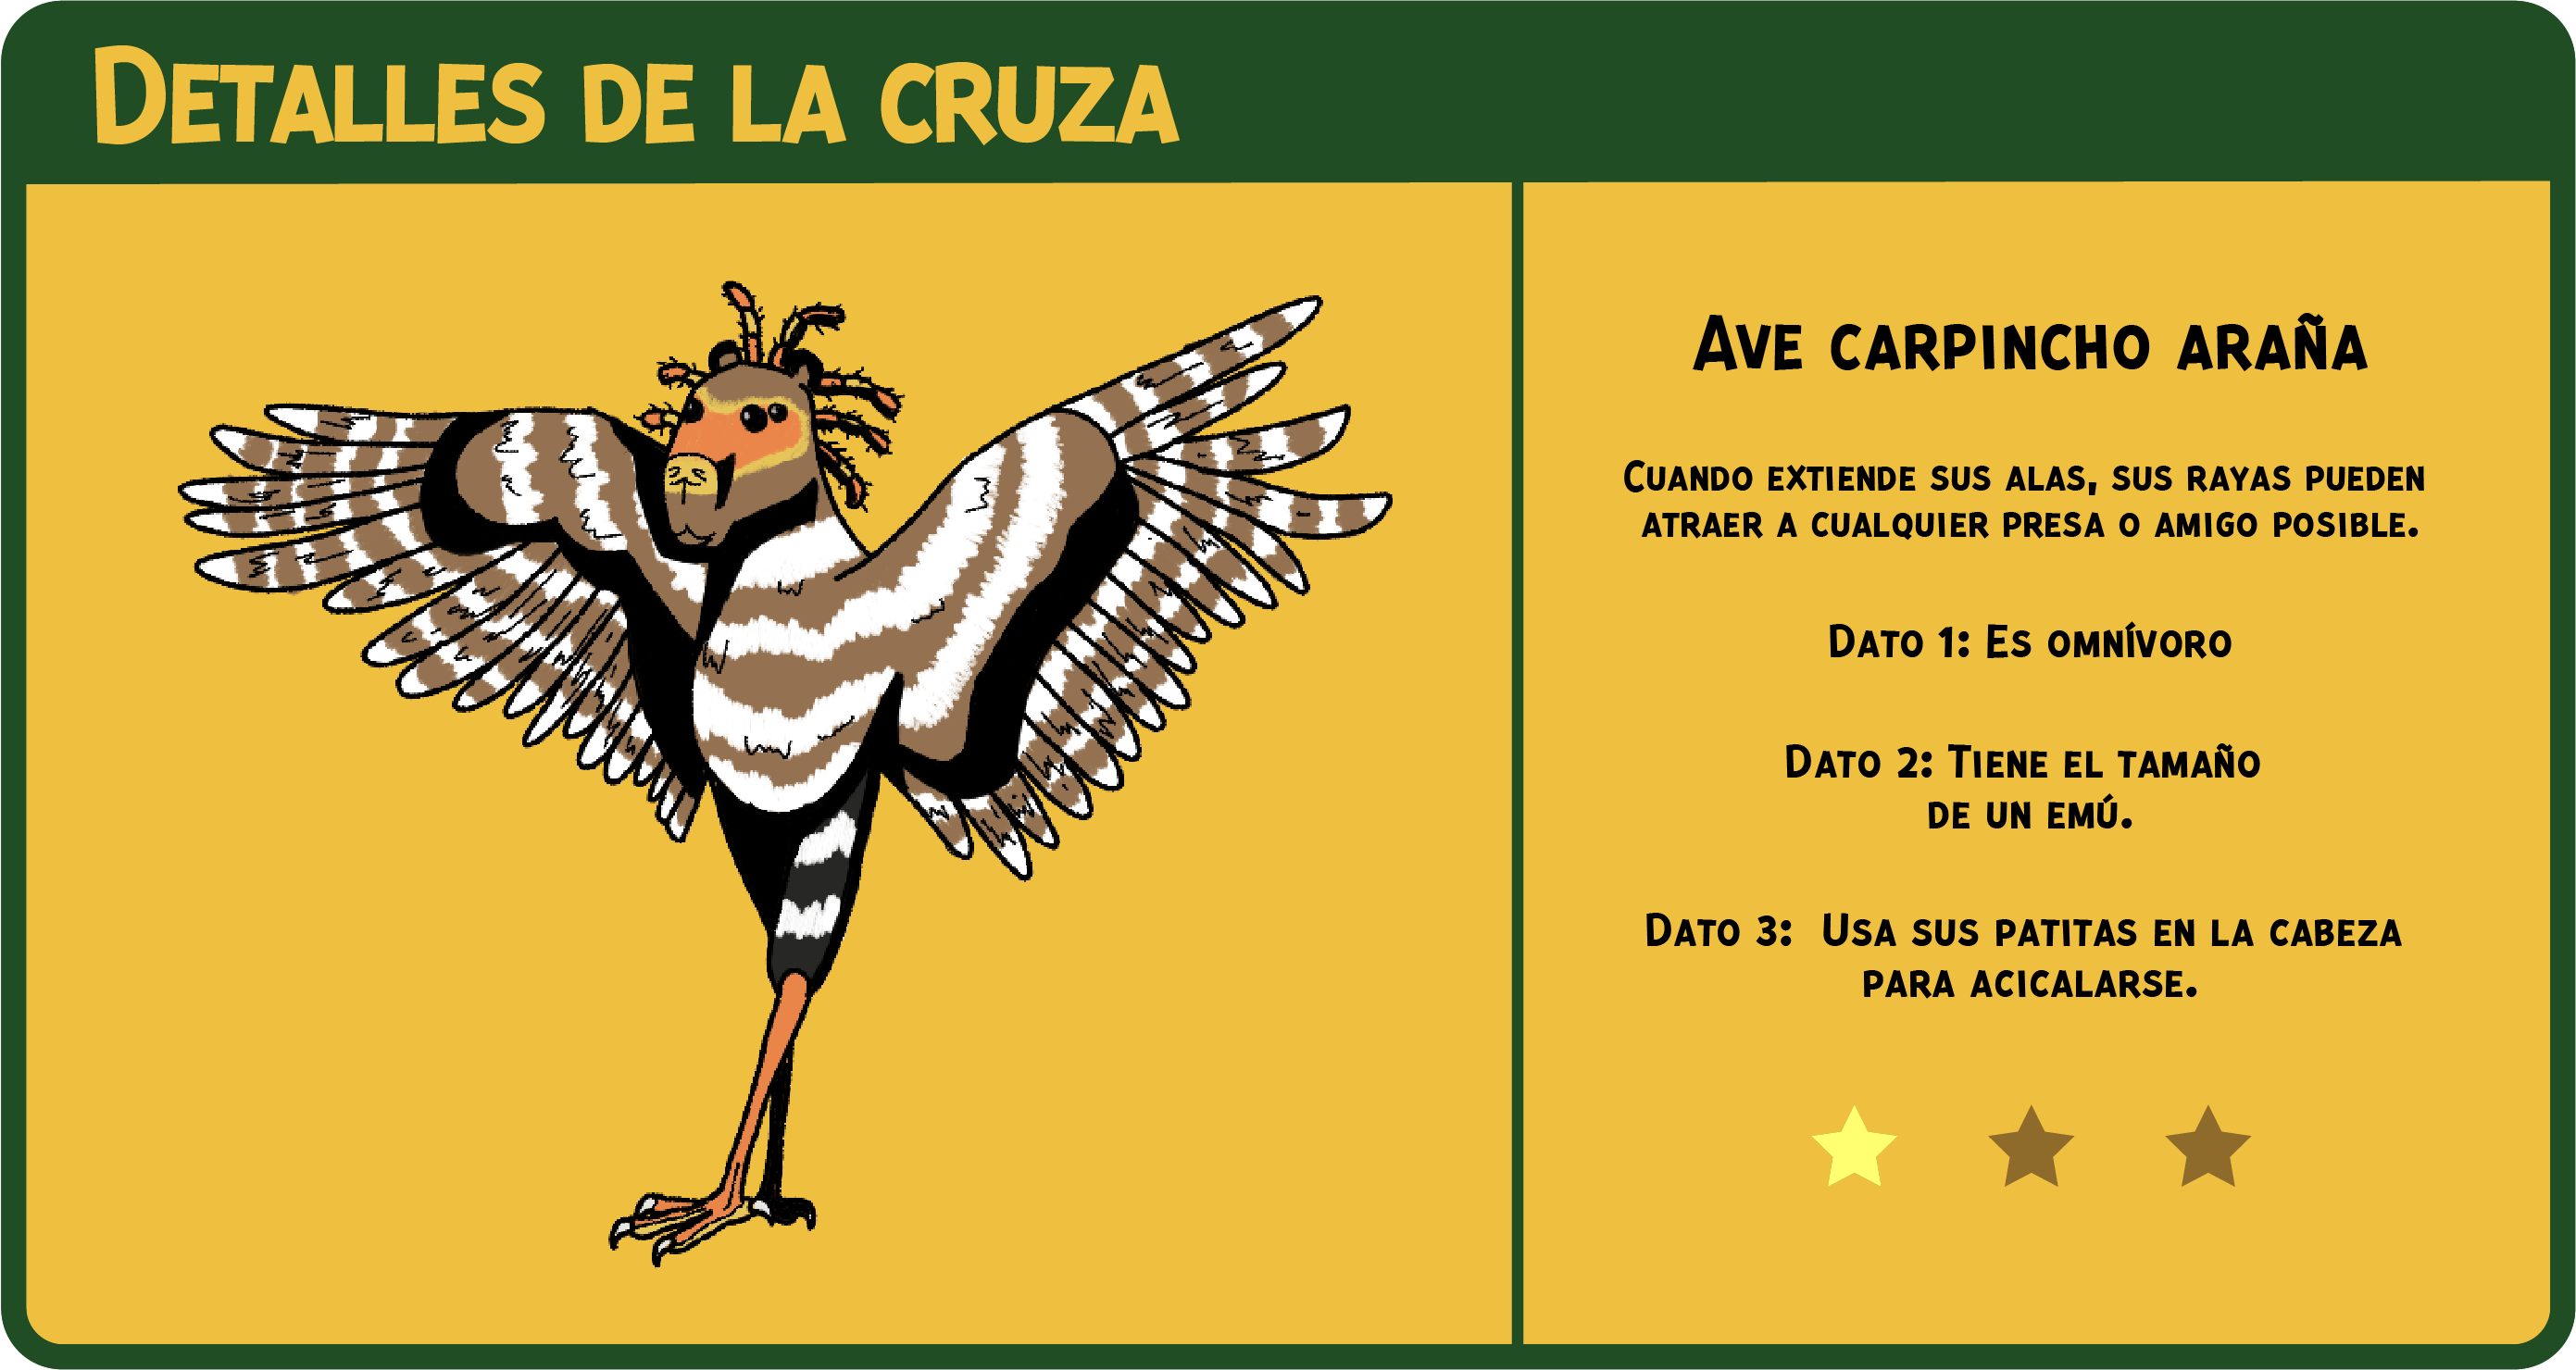 Detalles de la cruza
Ave carpincho araña
Cuando extiende sus alas, sus rayas pueden
atraer a cualquier presa o amigo posible.
Dato 1: Es omnívoro
Dato 2: Tiene el tamaño
de un emú.
Dato 3: Usa sus patitas en la cabeza
para acicalarse.